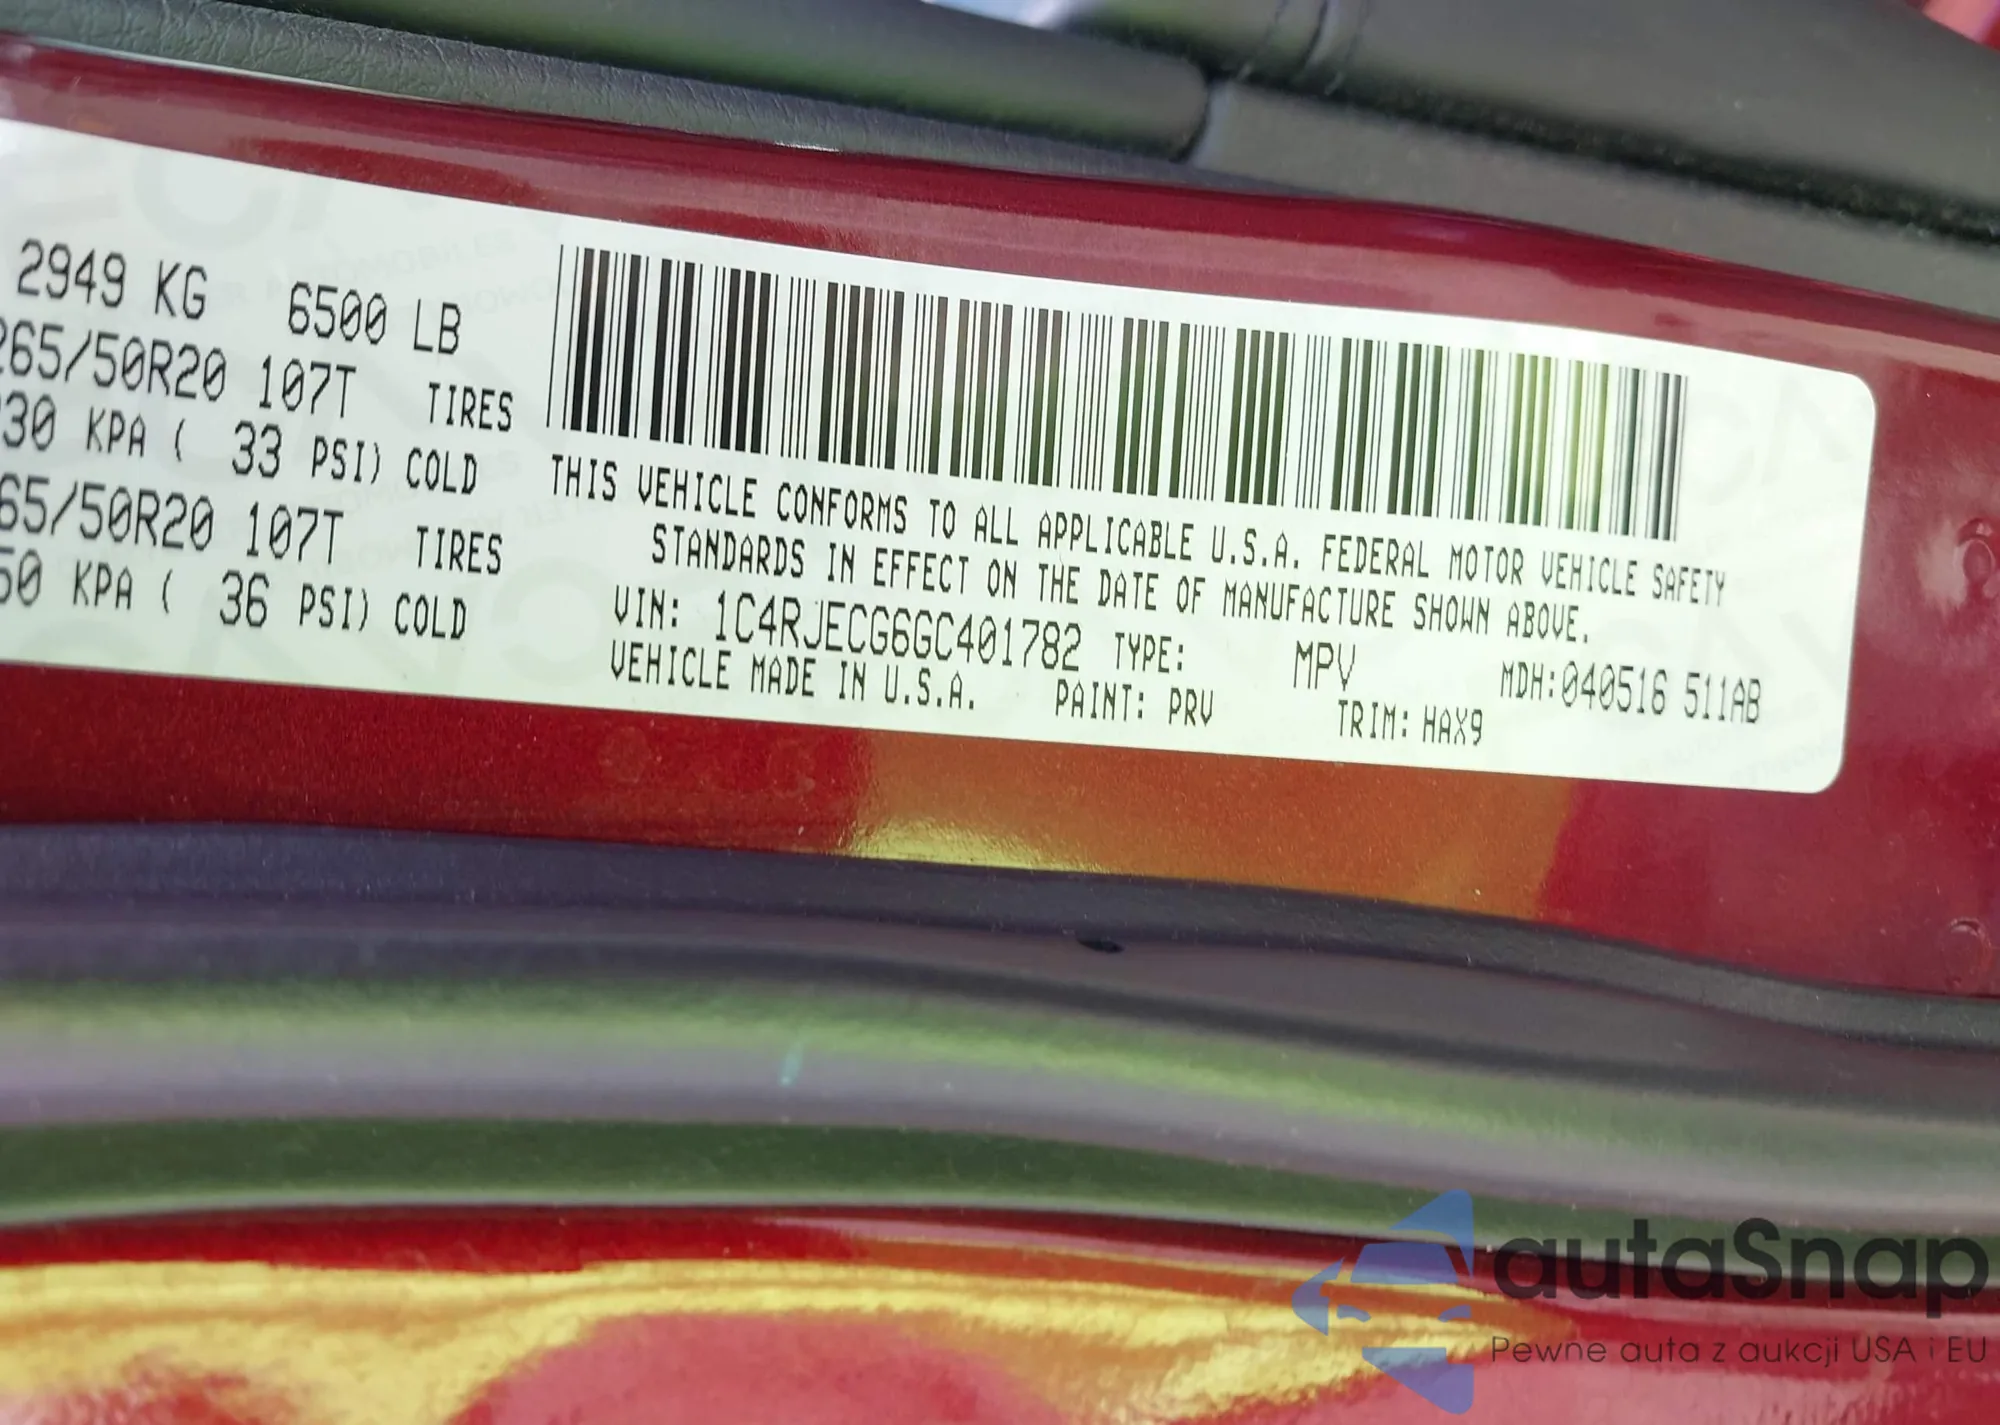 2949 KG 6500 LB
265/50R20 107T TIRES
230 KPA ( 33 PSI) COLD
265/50R20 107T TIRES
250 KPA ( 36 PSI) COLD
THIS VEHICLE CONFORMS TO ALL APPLICABLE U.S.A. FEDERAL MOTOR VEHICLE SAFETY
STANDARDS IN EFFECT ON THE DATE OF MANUFACTURE SHOWN ABOVE.
VIN: 1C4RJECG6GC401782 TYPE: MPV MDH:040516 511AB
VEHICLE MADE IN U.S.A. PAINT: PRV TRIM: HAX9
autaSnap
Pewne auta z aukcji USA i EU